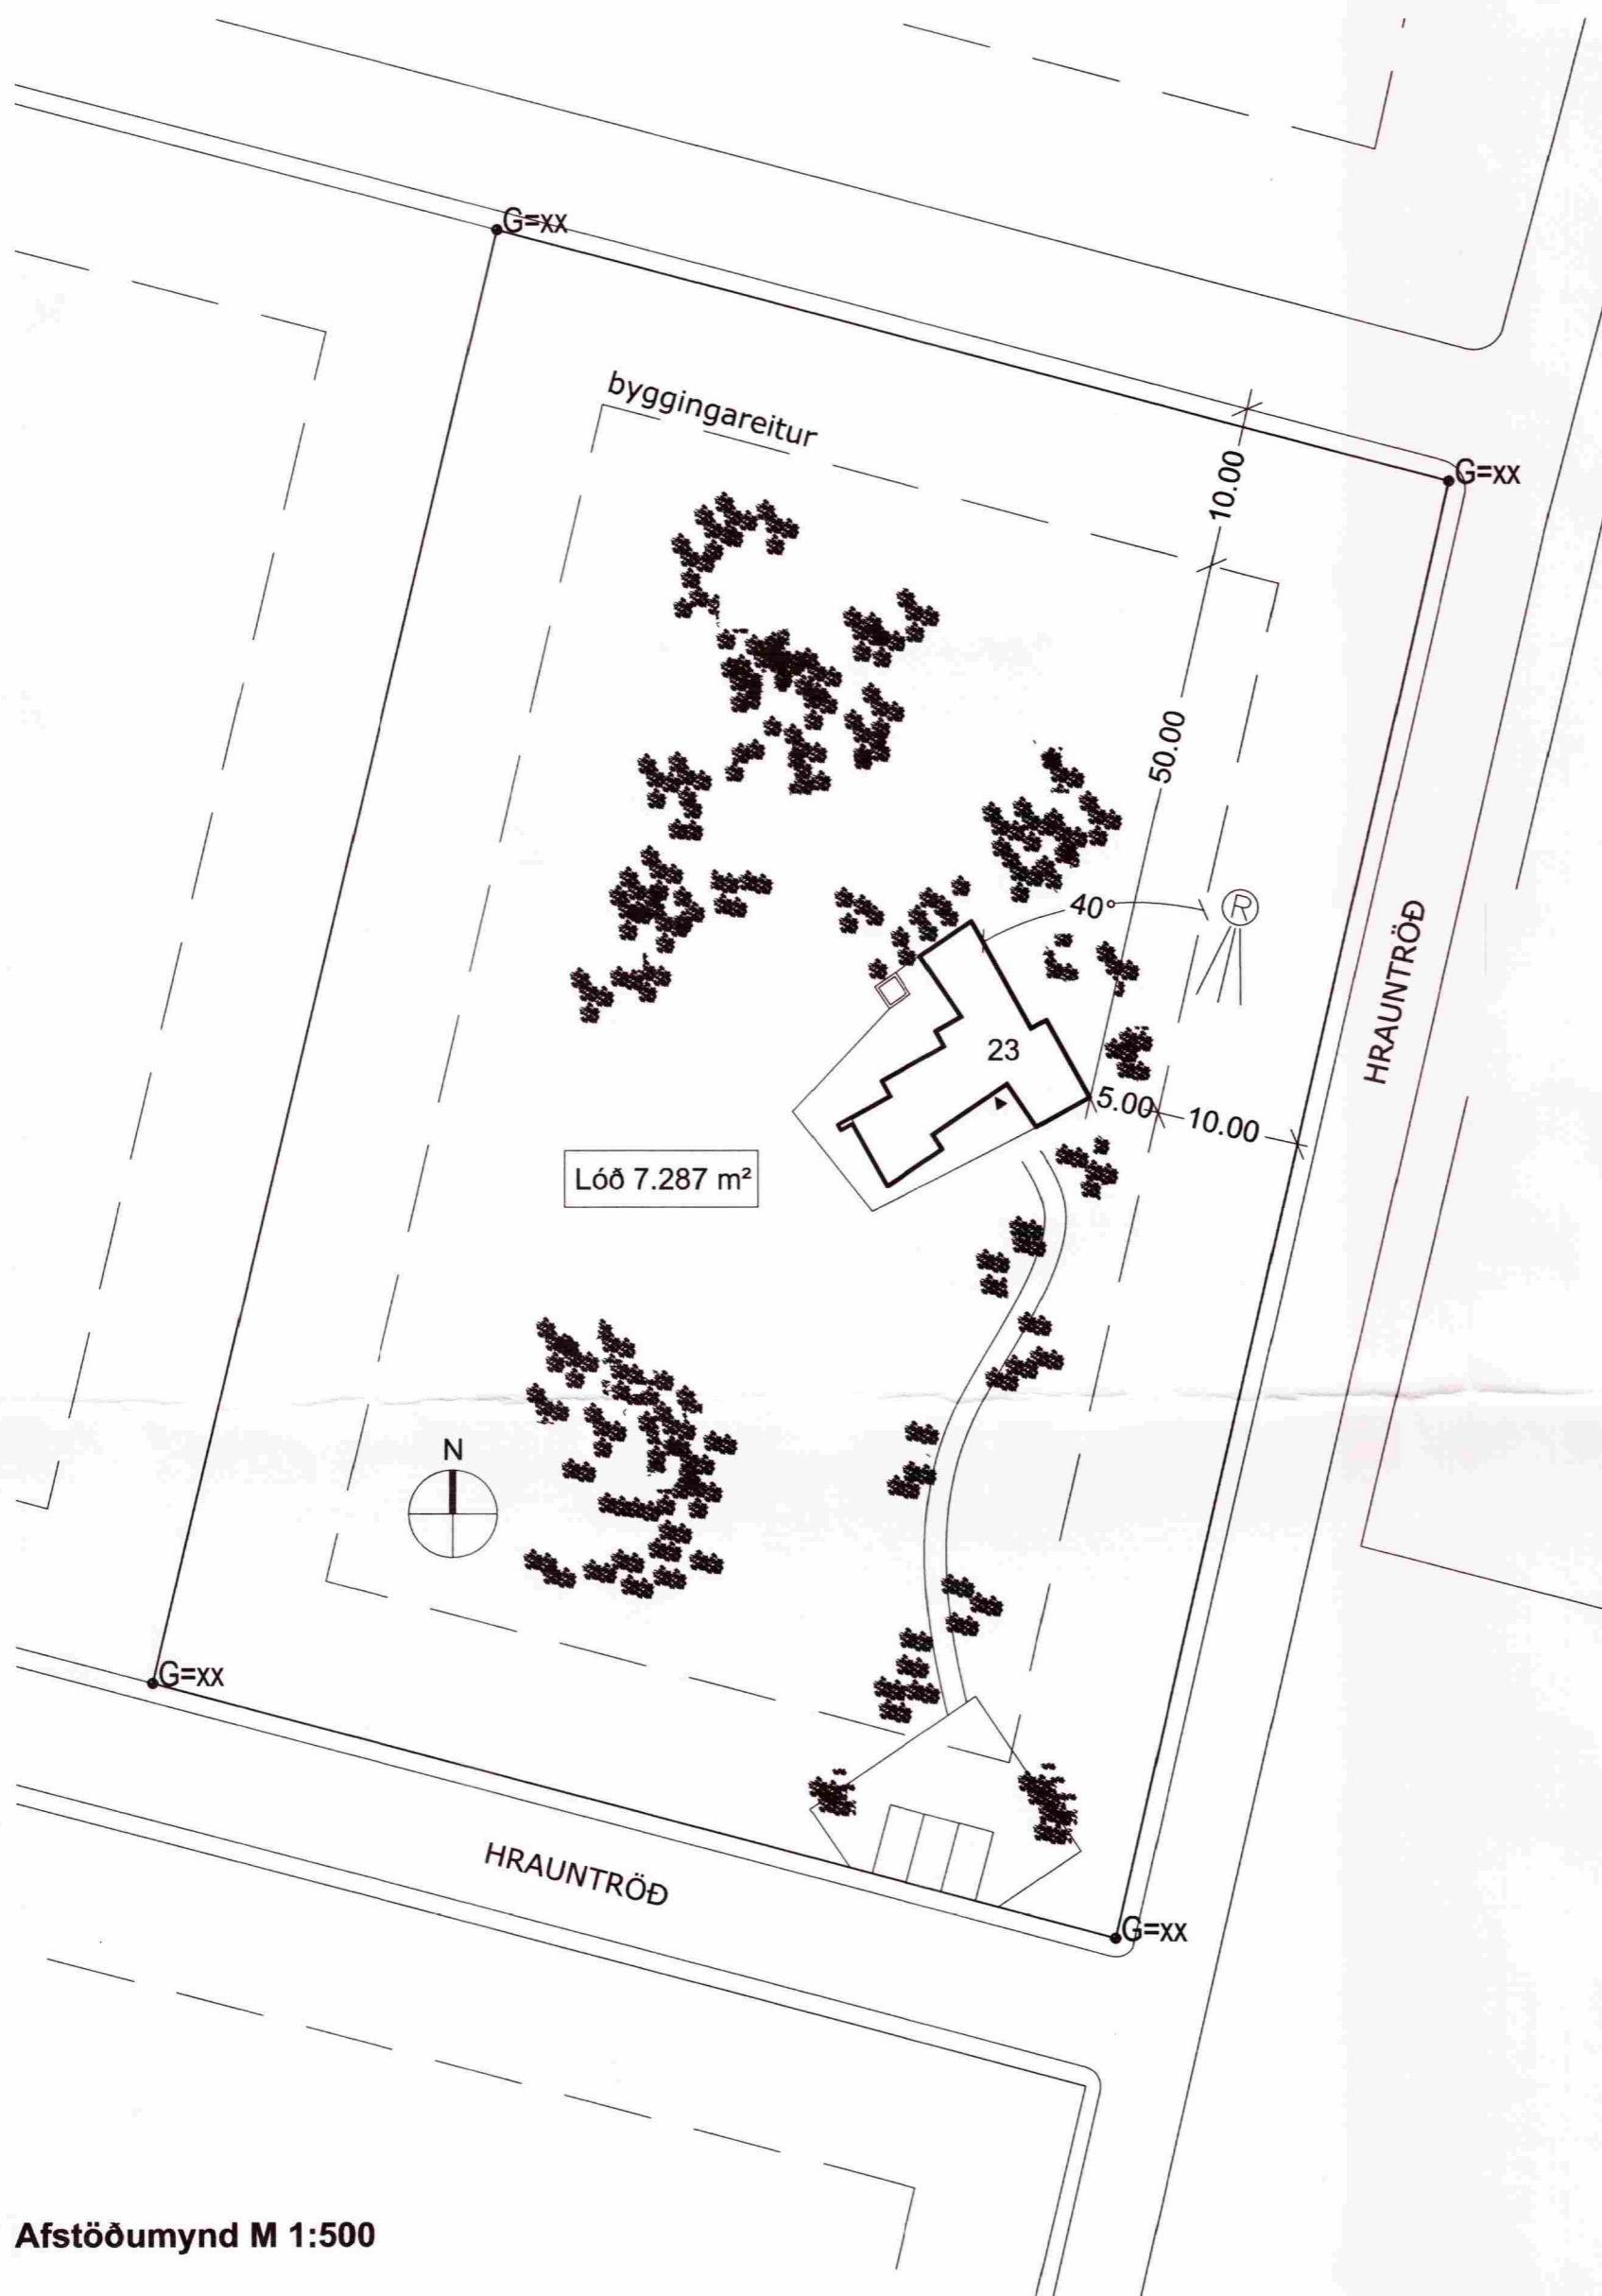 G=xx
byggingareitur
10.00
G=xx
50.00
40°
R
HRAUNTRÖÐ
23
5.00
10.00
Lóð 7.287 m²
N
G=xx
HRAUNTRÖÐ
G=xx
Afstöðumynd M 1:500